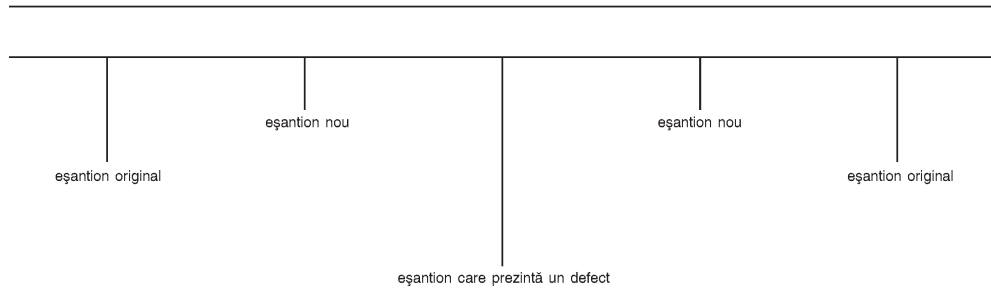 eşantion nou eşantion nou
eşantion original eşantion original
eşantion care prezintă un defect